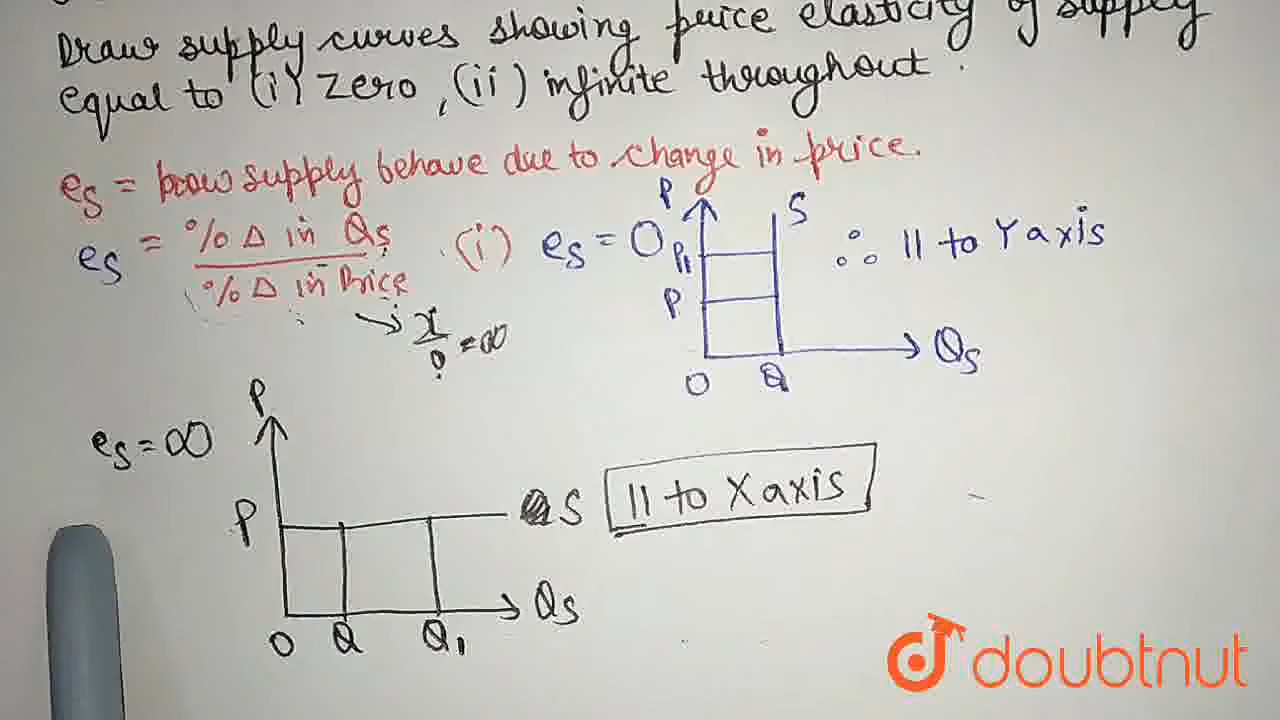 Draw supply curves showing price elasticity of supply
equal to (i) Zero, (ii) infinite throughout.
es = how supply behave due to change in price.
es = % Δ in Qs / % Δ in Price
→ x/0 = ∞
(i) es = 0
P
P1
P
S
O
Q
Qs
∴ || to Y axis
es = ∞
P
P
S
O
Q
Q1
Qs
|| to X axis
doubtnut